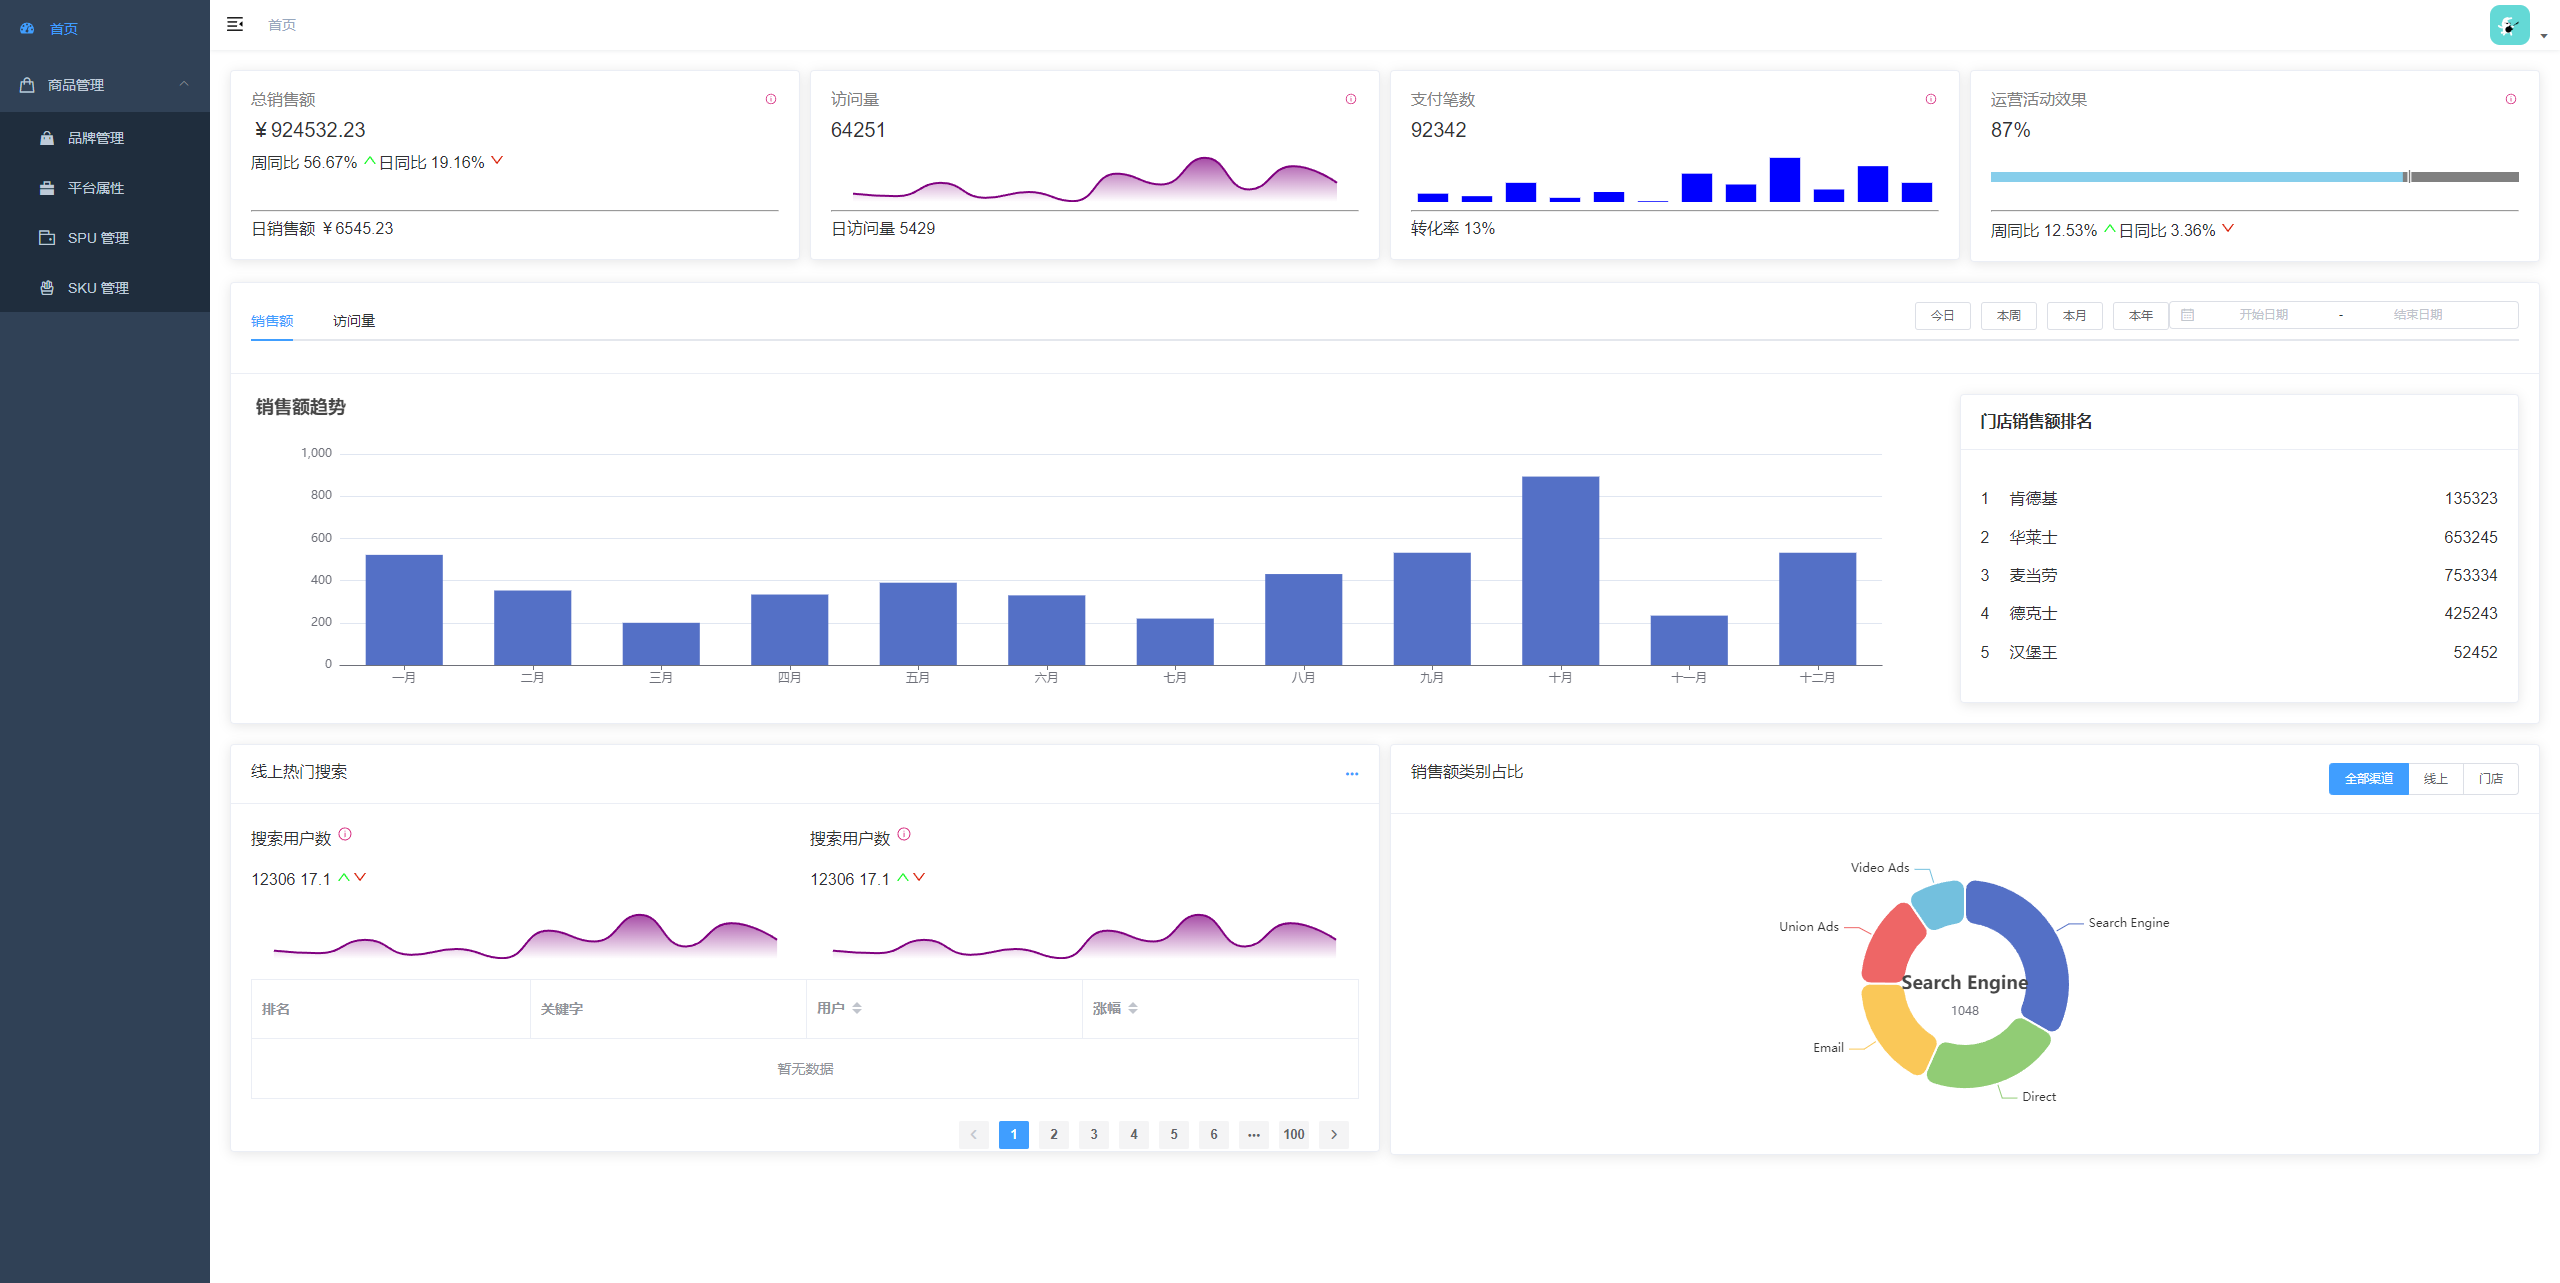 首页
商品管理
品牌管理
平台属性
SPU 管理
SKU 管理
首页
总销售额
￥924532.23
周同比 56.67% 日同比 19.16%
日销售额 ￥6545.23
访问量
64251
日访问量 5429
支付笔数
92342
转化率 13%
运营活动效果
87%
周同比 12.53% 日同比 3.36%
销售额 访问量
今日 本周 本月 本年 开始日期 - 结束日期
销售额趋势
1,000
800
600
400
200
0
一月 二月 三月 四月 五月 六月 七月 八月 九月 十月 十一月 十二月
门店销售额排名
1 肯德基 135323
2 华莱士 653245
3 麦当劳 753334
4 德克士 425243
5 汉堡王 52452
线上热门搜索
搜索用户数 搜索用户数
12306 17.1 12306 17.1
排名 关键字 用户 涨幅
暂无数据
1 2 3 4 5 6 ··· 100
销售额类别占比
全部渠道 线上 门店
Video Ads
Search Engine
Union Ads
Search Engine
1048
Email
Direct